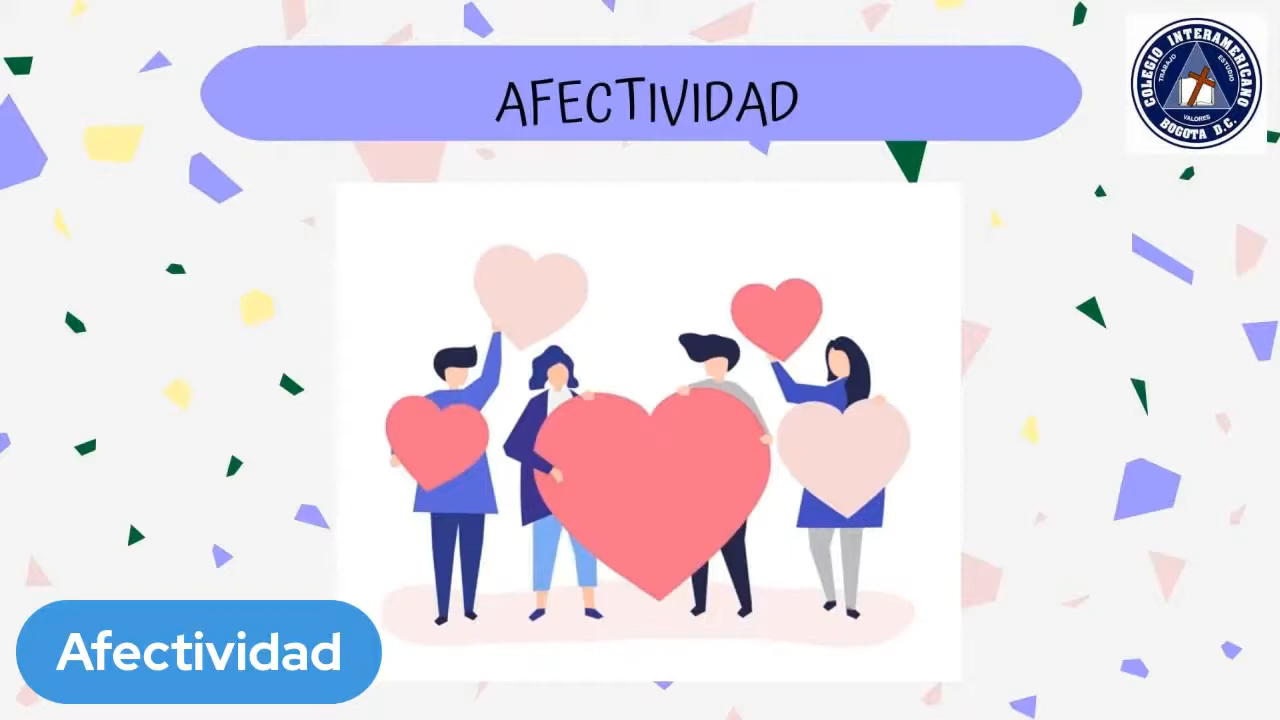 AFECTIVIDAD
COLEGIO INTERAMERICANO
TRABAJO
ESTUDIO
VALORES
BOGOTA D.C.
Afectividad